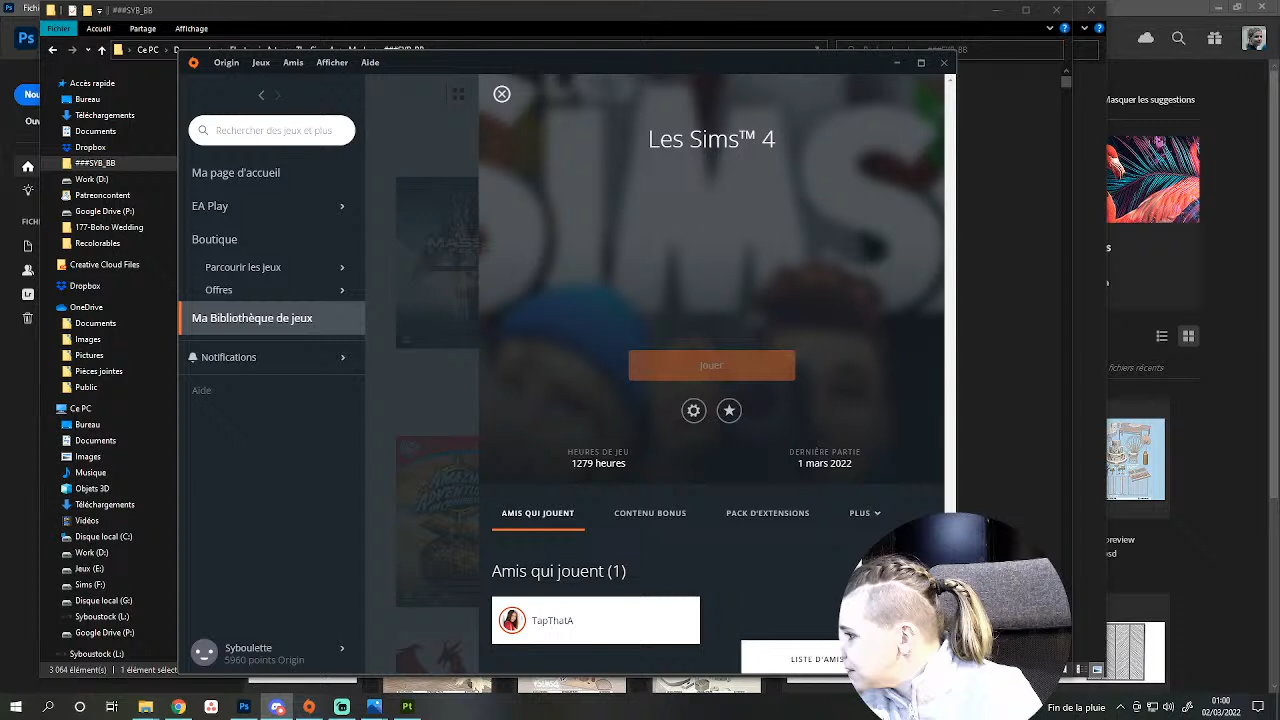 ###SYB_BB
Fichier
Accueil
Partage
Affichage
Origin
Jeux
Amis
Afficher
Aide
Rechercher des jeux et plus
Ma page d'accueil
EA Play
Boutique
Parcourir les jeux
Offres
Ma Bibliothèque de jeux
Notifications
Aide
Syboulette
5960 points Origin
Les Sims™ 4
Jouer
HEURES DE JEU
1279 heures
DERNIÈRE PARTIE
1 mars 2022
AMIS QUI JOUENT
CONTENU BONUS
PACK D'EXTENSIONS
PLUS
Amis qui jouent (1)
TapThatA
Accès rapide
Bureau
Téléchargements
Documents
Dropbox
###SYB_BB
Work (D:)
Patreoncontent
Google Drive (P:)
177-Boho Wedding
Recolorables
Creative Cloud Files
Dropbox
OneDrive
Documents
Images
Pictures
Pièces jointes
Public
Ce PC
Bureau
Documents
Images
Musique
Objets 3D
Téléchargements
Vidéos
Disque local (C:)
Work (D:)
Jeux (E:)
Sims (F:)
Disque local (G:)
Syboustock (L:)
Google Drive (P:)
Syboustock (L:)
3 064 élément(s)
1 élément sélect
Masquer les suggestions
fichiers récents
01:00
02/03/2022
Fin de la puie